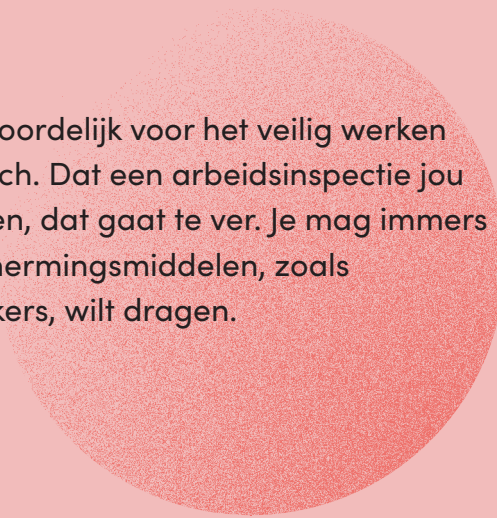 oordelijk voor het veilig werken
ch. Dat een arbeidsinspectie jou
en, dat gaat te ver. Je mag immers
ermingsmiddelen, zoals
kers, wilt dragen.